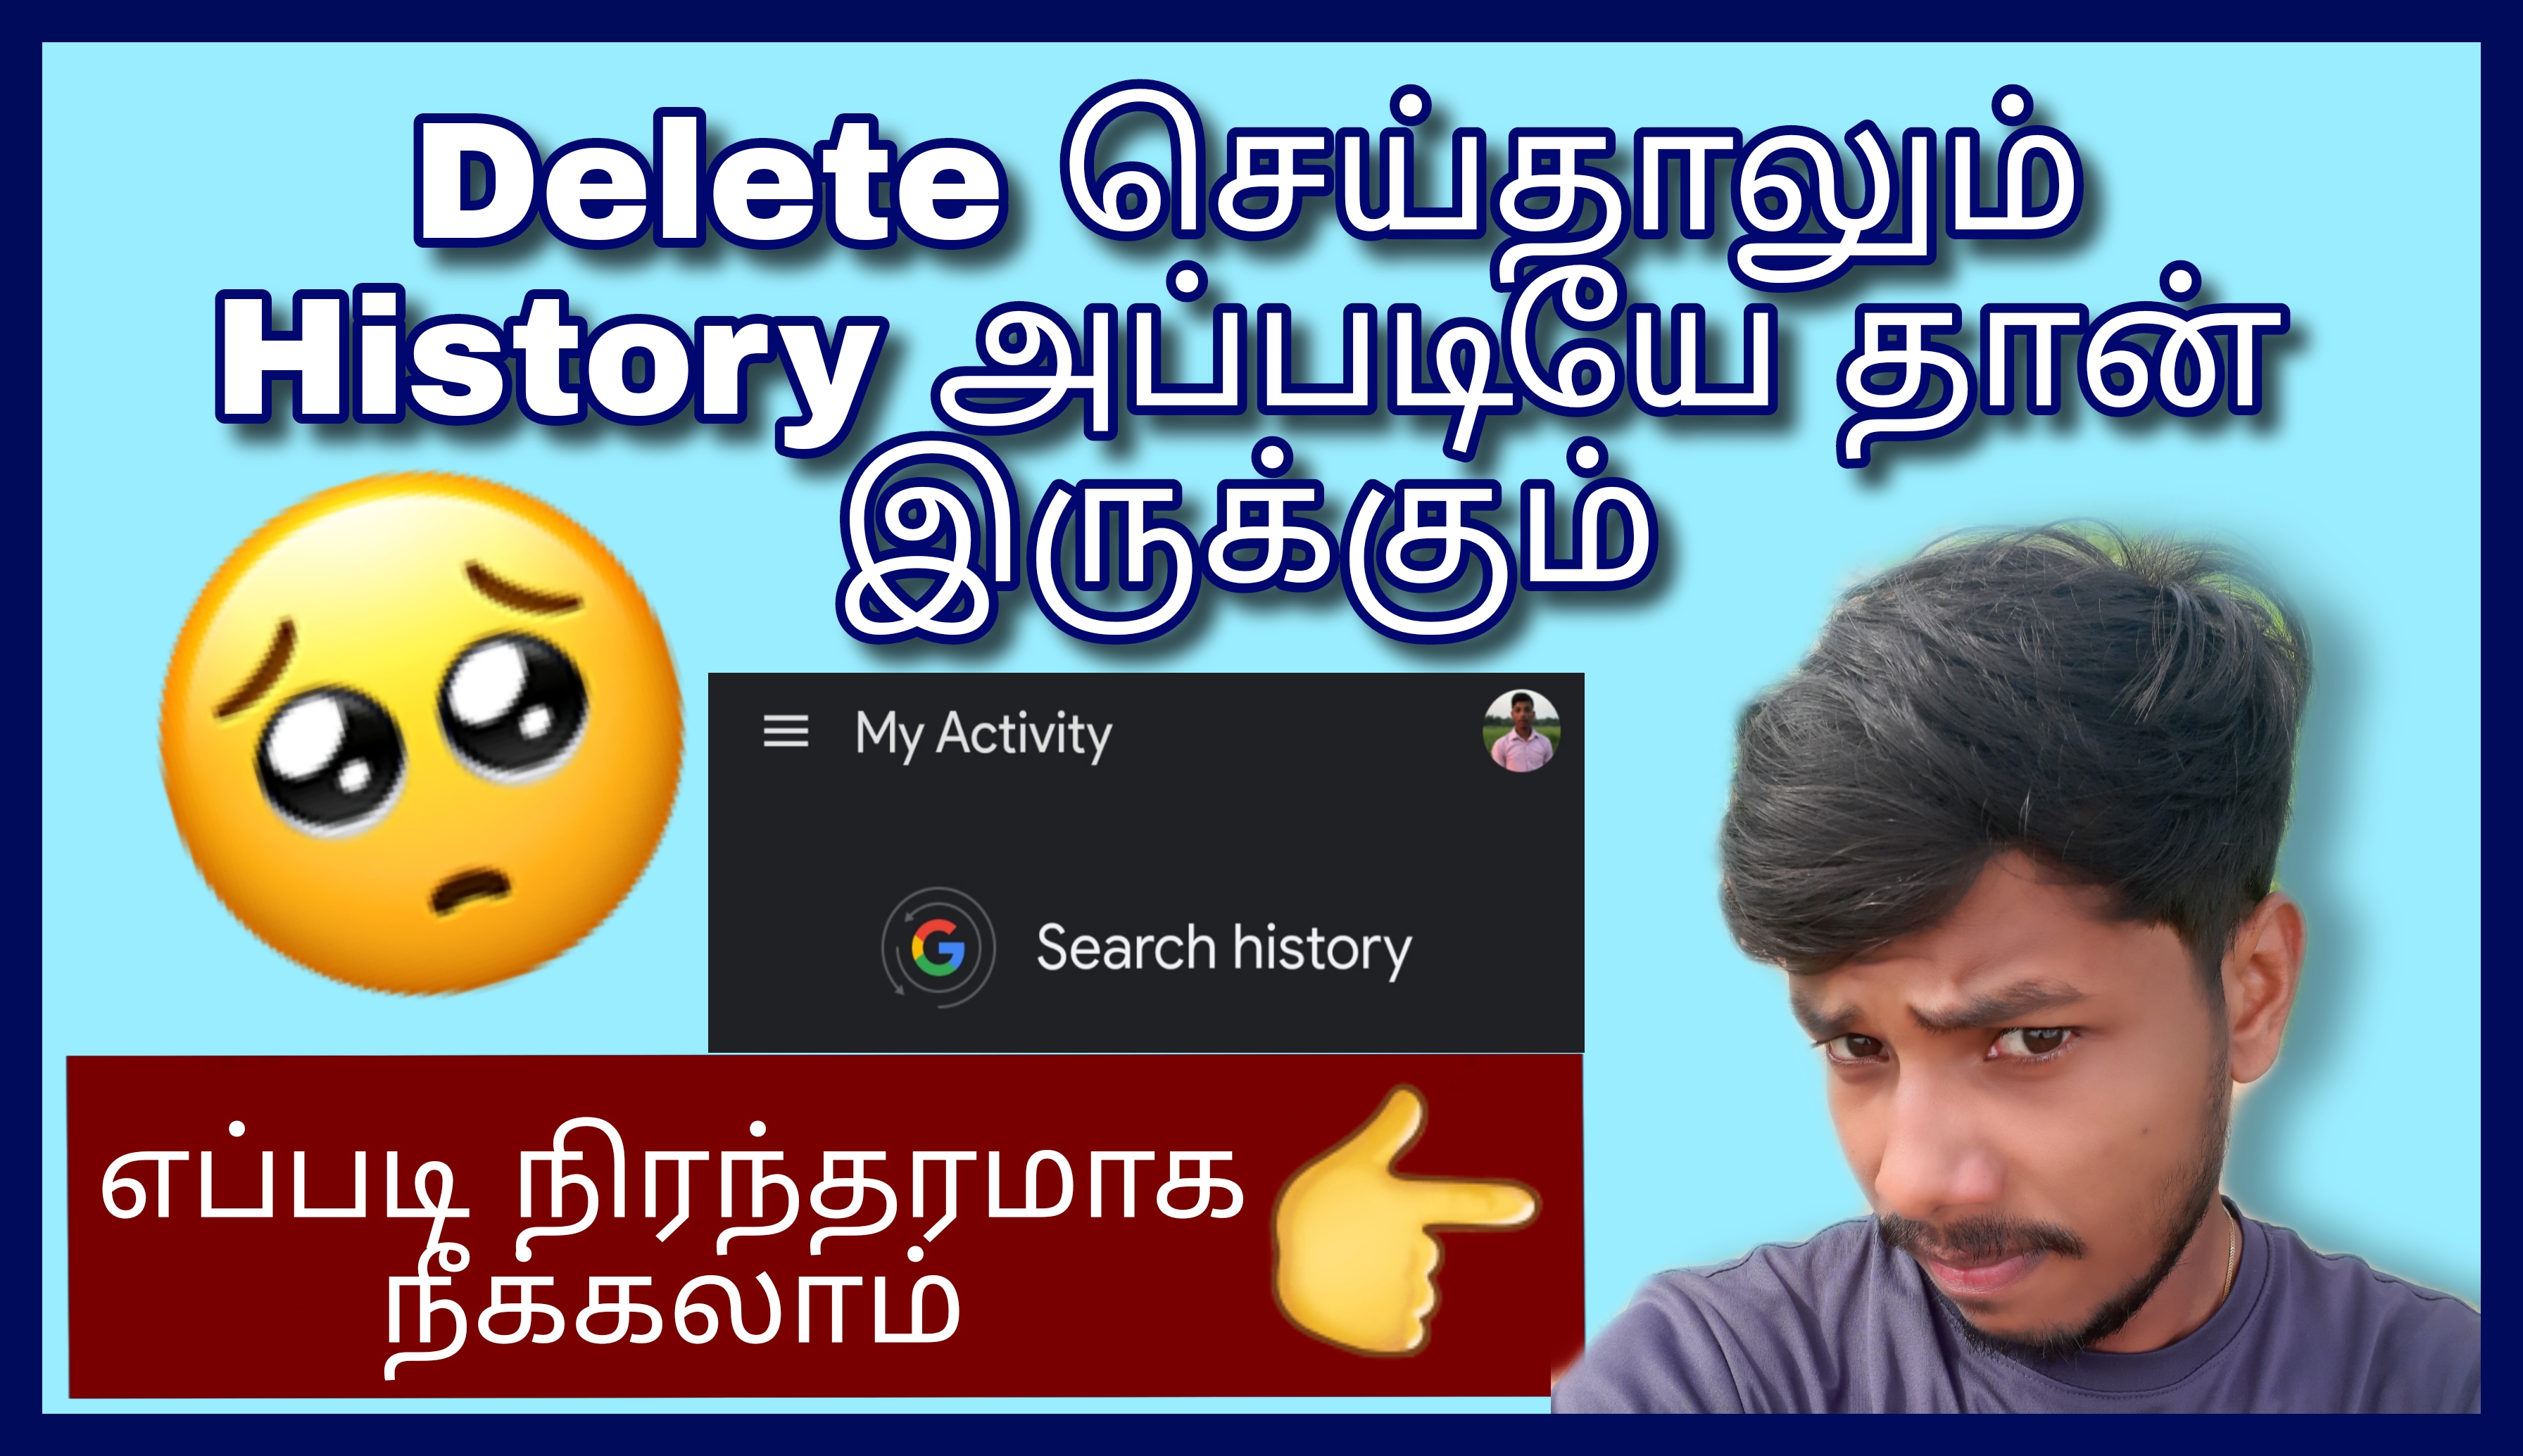 Delete செய்தாலும்
History அப்படியே தான்
இருக்கும்
My Activity
Search history
எப்படி நிரந்தரமாக
நீக்கலாம்